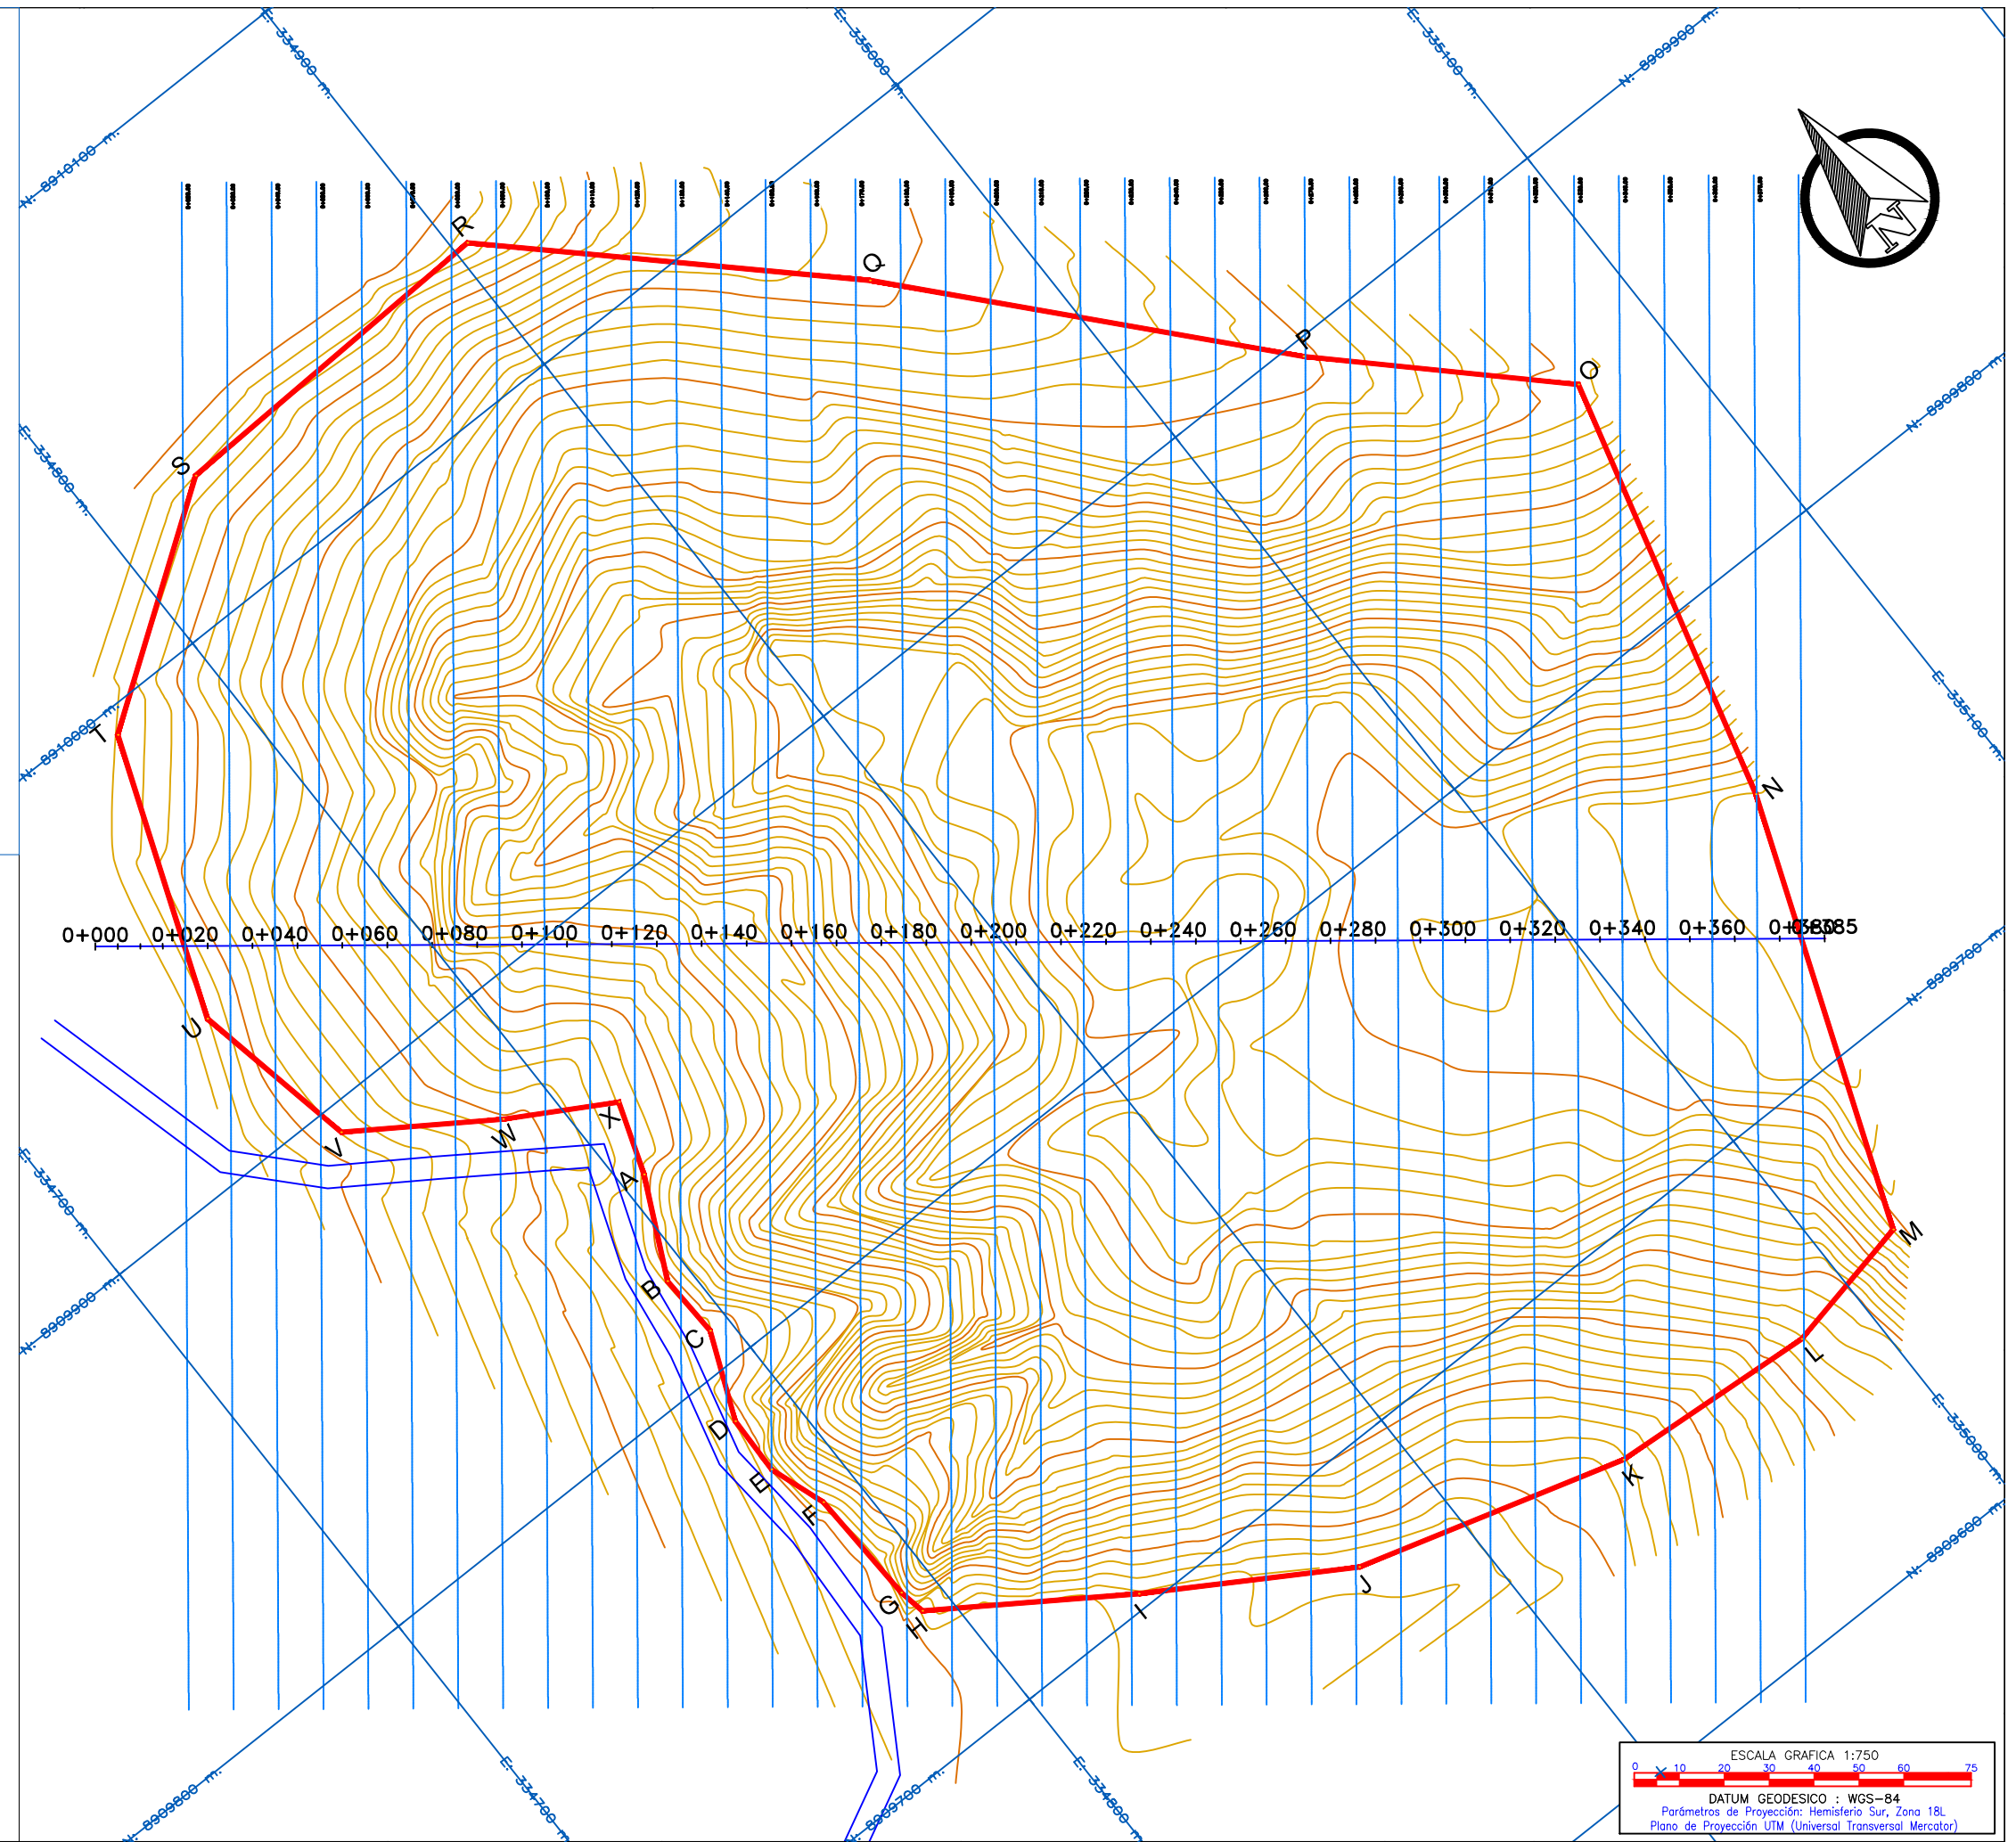 E: 334900 m.
E: 335000 m.
E: 335100 m.
N: 8909900 m.
N: 8910100 m.
N
R
Q
P
O
N: 8909800 m.
E: 334800 m.
S
E: 335100 m.
N: 8910000 m.
T
N
0+000 0+020 0+040 0+060 0+080 0+100 0+120 0+140 0+160 0+180 0+200 0+220 0+240 0+260 0+280 0+300 0+320 0+340 0+360 0+380 0+385
N: 8909700 m.
U
V
W
X
A
E: 334700 m.
M
B
N: 8909900 m.
C
L
D
E
K
E: 335000 m.
F
N: 8909600 m.
J
G
H
I
N: 8909800 m.
E: 334700 m.
N: 8909700 m.
E: 334800 m.
ESCALA GRAFICA 1:750
0 10 20 30 40 50 60 75
DATUM GEODESICO : WGS-84
Parámetros de Proyección: Hemisferio Sur, Zona 18L
Plano de Proyección UTM (Universal Transversal Mercator)